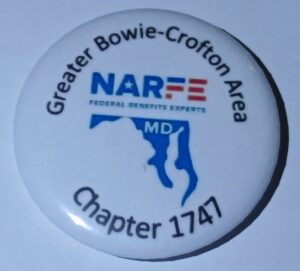 Greater Bowie-Crofton Area
NARFE
FEDERAL BENEFITS EXPERTS
MD
Chapter 1747